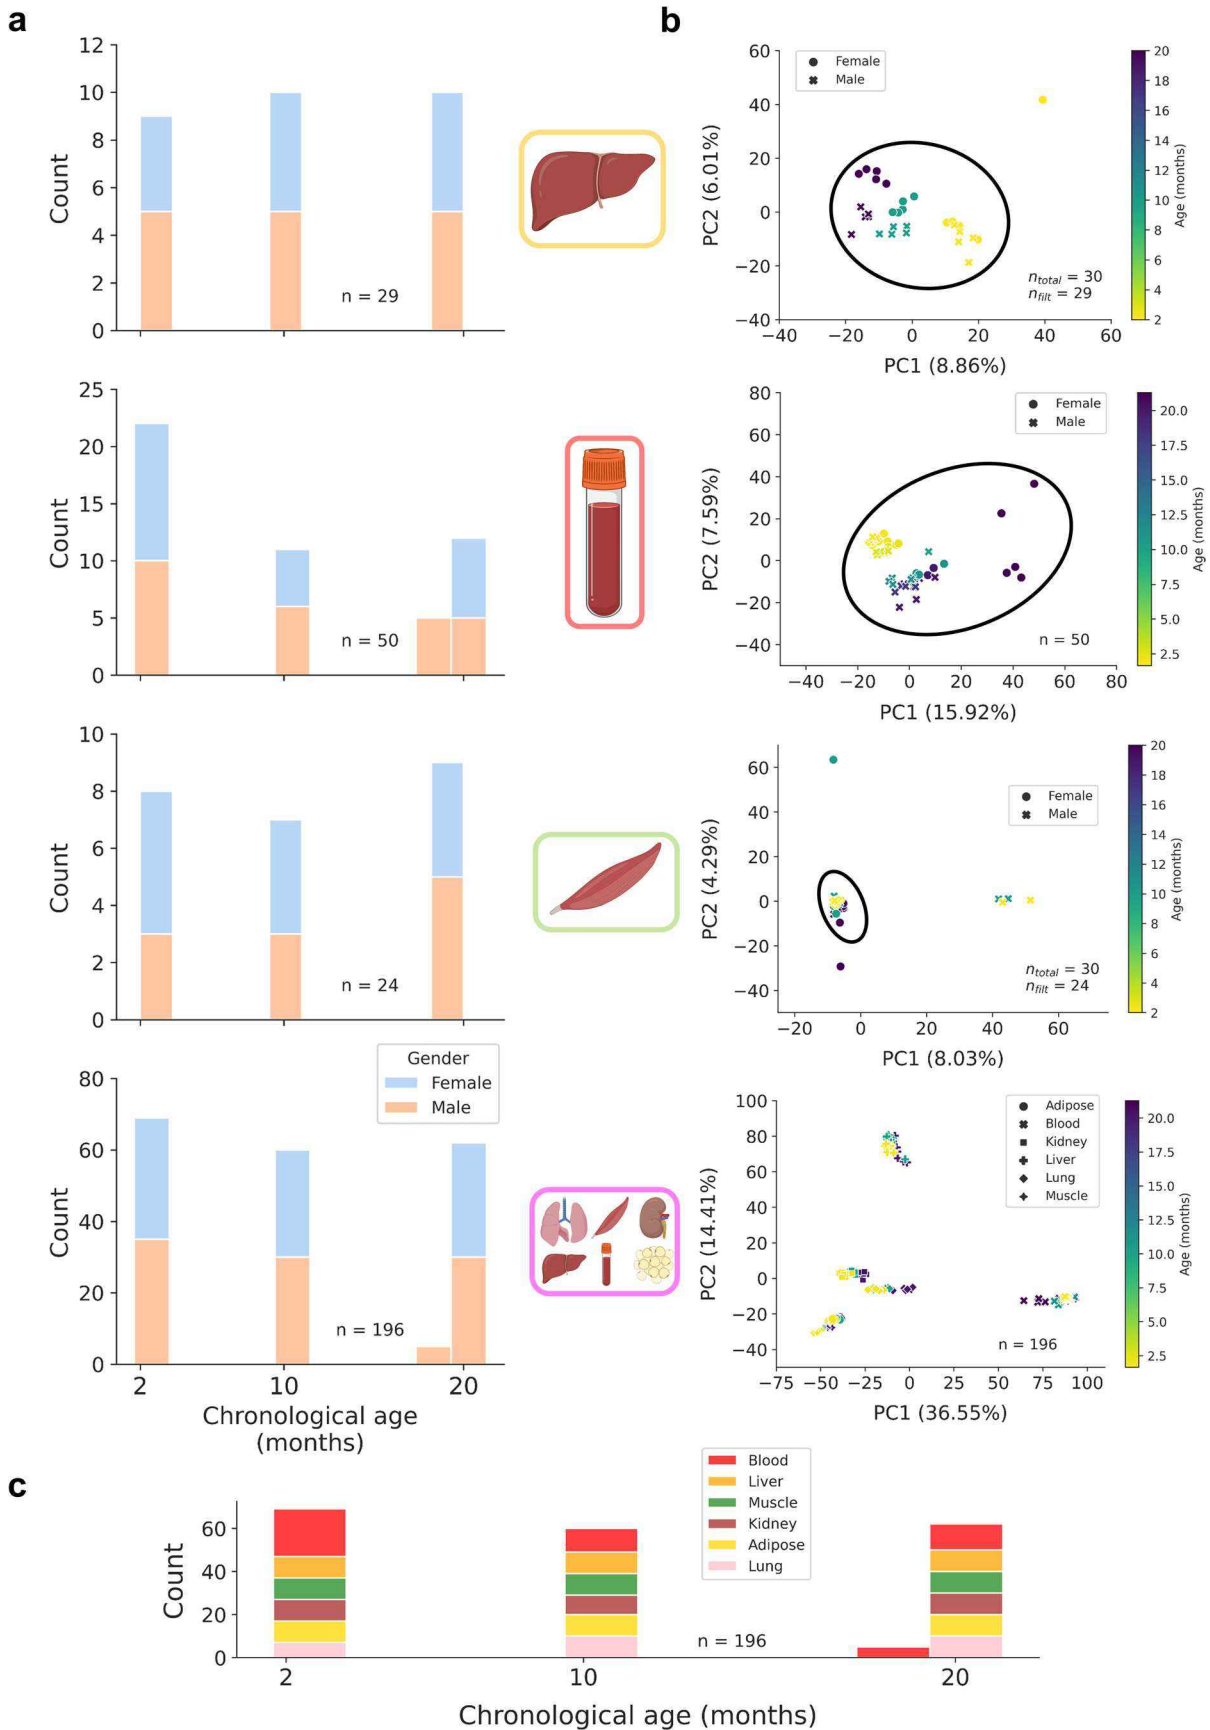 a
b
12
10
8
6
4
2
0
Count
n = 29
60
40
20
0
−20
−40
PC2 (6.01%)
Female
Male
n_total = 30
n_filt = 29
−40
−20
0
20
40
60
PC1 (8.86%)
20
18
16
14
12
10
8
6
4
2
Age (months)
25
20
15
10
5
0
Count
n = 50
80
60
40
20
0
−20
−40
PC2 (7.59%)
Female
Male
n = 50
−40
−20
0
20
40
60
80
PC1 (15.92%)
20.0
17.5
15.0
12.5
10.0
7.5
5.0
2.5
Age (months)
10
8
6
4
2
0
Count
n = 24
60
40
20
0
−20
−40
PC2 (4.29%)
Female
Male
n_total = 30
n_filt = 24
−20
0
20
40
60
PC1 (8.03%)
20
18
16
14
12
10
8
6
4
2
Age (months)
Gender
Female
Male
80
60
40
20
0
Count
n = 196
2
10
20
Chronological age
(months)
100
80
60
40
20
0
−20
−40
PC2 (14.41%)
Adipose
Blood
Kidney
Liver
Lung
Muscle
n = 196
−75
−50
−25
0
25
50
75
100
PC1 (36.55%)
20.0
17.5
15.0
12.5
10.0
7.5
5.0
2.5
Age (months)
c
60
40
20
0
Count
Blood
Liver
Muscle
Kidney
Adipose
Lung
n = 196
2
10
20
Chronological age (months)